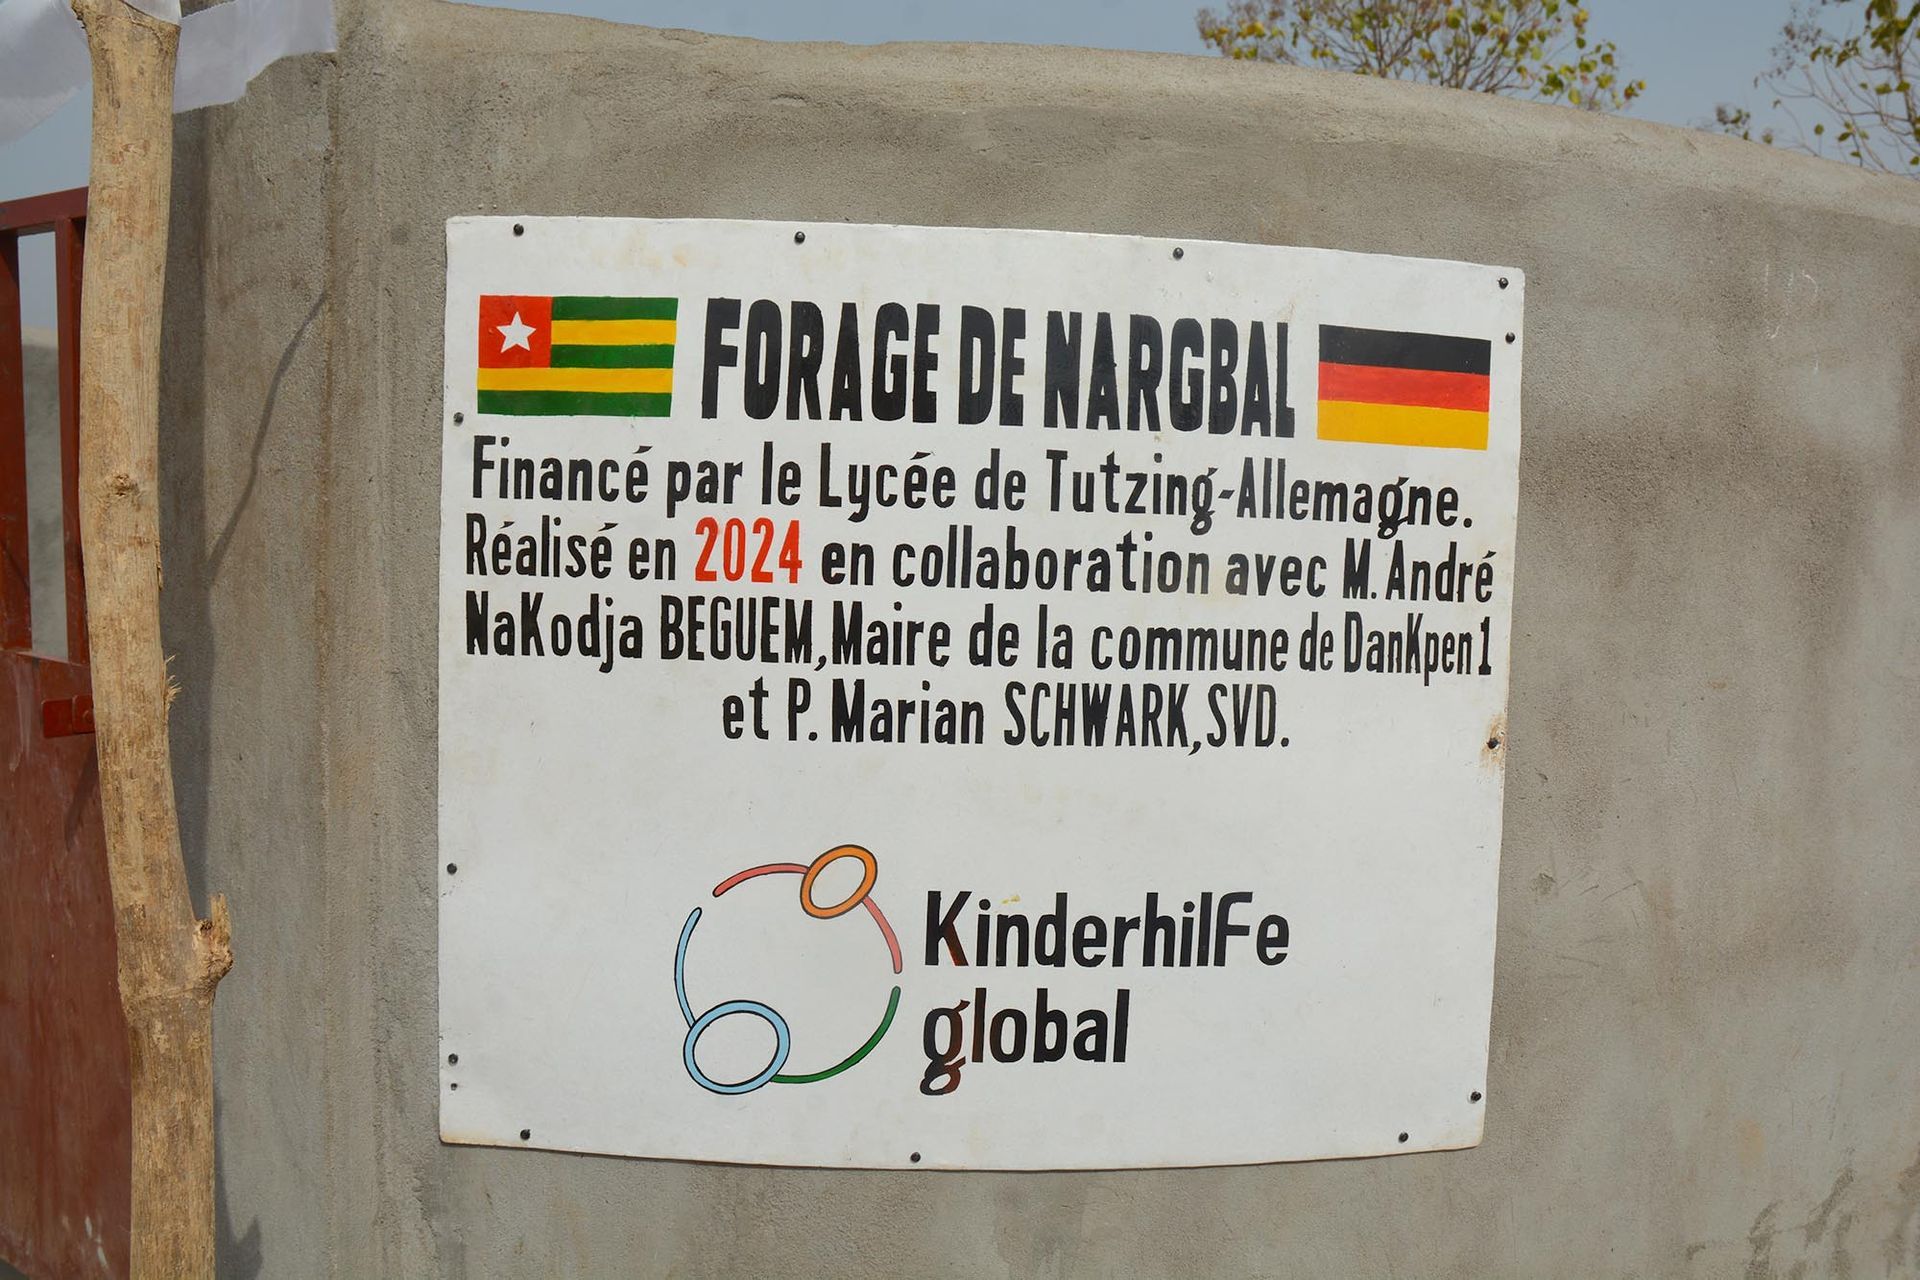 FORAGE DE NARGBAL
Financé par le Lycée de Tutzing-Allemagne.
Réalisé en 2024 en collaboration avec M. André
NaKodja BEGUEM, Maire de la commune de DanKpen 1
et P. Marian SCHWARK, SVD.
KinderhilFe
global